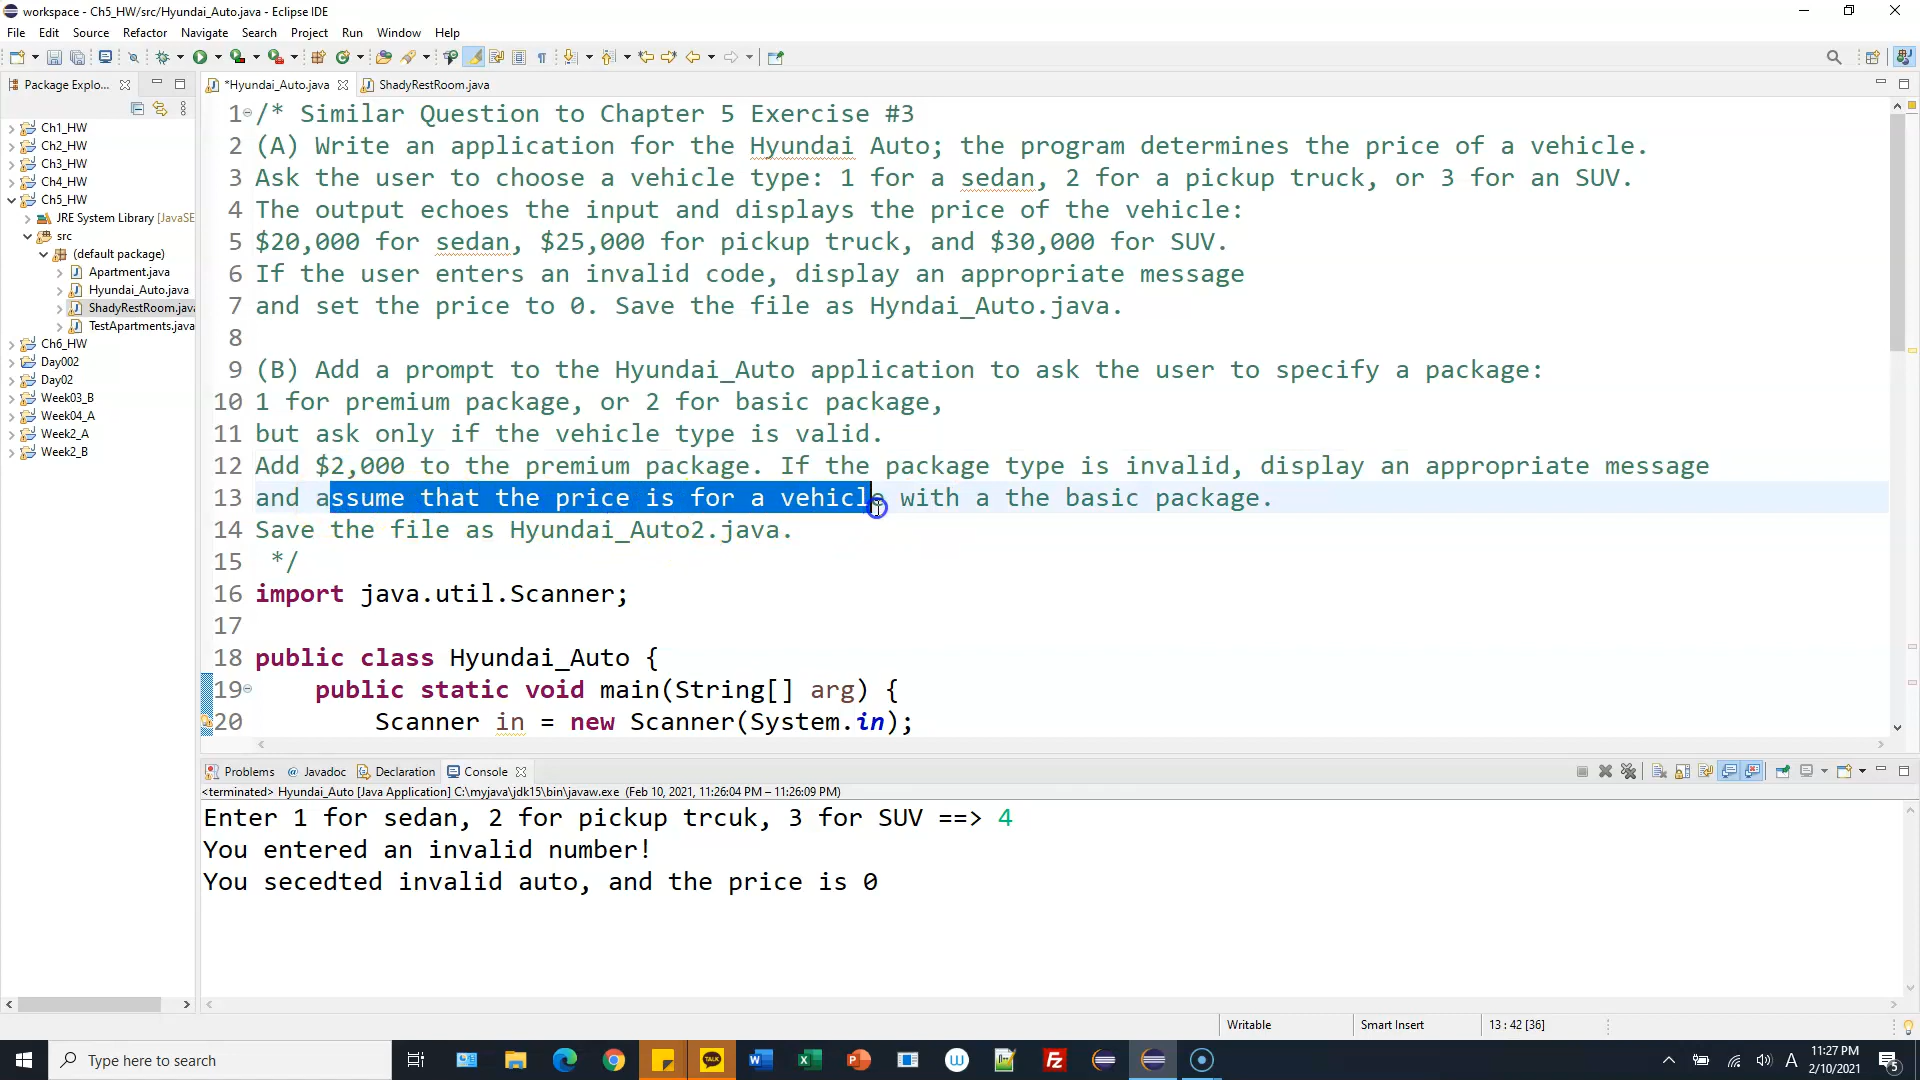 workspace - Ch5_HW/src/Hyundai_Auto.java - Eclipse IDE
File Edit Source Refactor Navigate Search Project Run Window Help
Package Explo...
*Hyundai_Auto.java
ShadyRestRoom.java
Ch1_HW
Ch2_HW
Ch3_HW
Ch4_HW
Ch5_HW
JRE System Library [JavaSE
src
(default package)
Apartment.java
Hyundai_Auto.java
ShadyRestRoom.java
TestApartments.java
Ch6_HW
Day002
Day02
Week03_B
Week04_A
Week2_A
Week2_B
1 /* Similar Question to Chapter 5 Exercise #3
2 (A) Write an application for the Hyundai Auto; the program determines the price of a vehicle.
3 Ask the user to choose a vehicle type: 1 for a sedan, 2 for a pickup truck, or 3 for an SUV.
4 The output echoes the input and displays the price of the vehicle:
5 $20,000 for sedan, $25,000 for pickup truck, and $30,000 for SUV.
6 If the user enters an invalid code, display an appropriate message
7 and set the price to 0. Save the file as Hyndai_Auto.java.
8
9 (B) Add a prompt to the Hyundai_Auto application to ask the user to specify a package:
10 1 for premium package, or 2 for basic package,
11 but ask only if the vehicle type is valid.
12 Add $2,000 to the premium package. If the package type is invalid, display an appropriate message
13 and assume that the price is for a vehicle with a the basic package.
14 Save the file as Hyundai_Auto2.java.
15 */
16 import java.util.Scanner;
17
18 public class Hyundai_Auto {
19 public static void main(String[] arg) {
20 Scanner in = new Scanner(System.in);
Problems @ Javadoc Declaration Console
<terminated> Hyundai_Auto [Java Application] C:\myjava\jdk15\bin\javaw.exe (Feb 10, 2021, 11:26:04 PM – 11:26:09 PM)
Enter 1 for sedan, 2 for pickup trcuk, 3 for SUV ==> 4
You entered an invalid number!
You secedted invalid auto, and the price is 0
Writable
Smart Insert
13 : 42 [36]
Type here to search
TALK
A
11:27 PM
2/10/2021
5